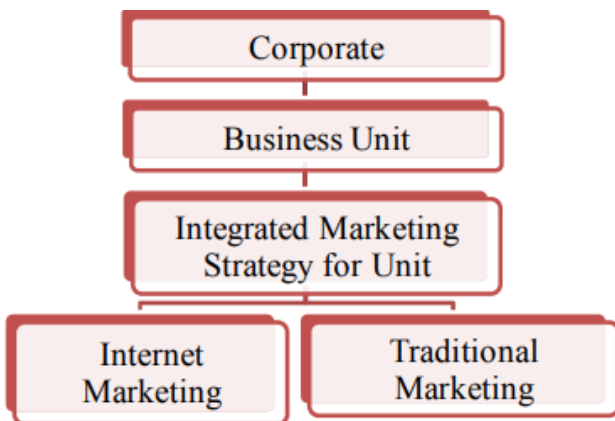 Corporate
Business Unit
Integrated Marketing
Strategy for Unit
Internet
Marketing
Traditional
Marketing